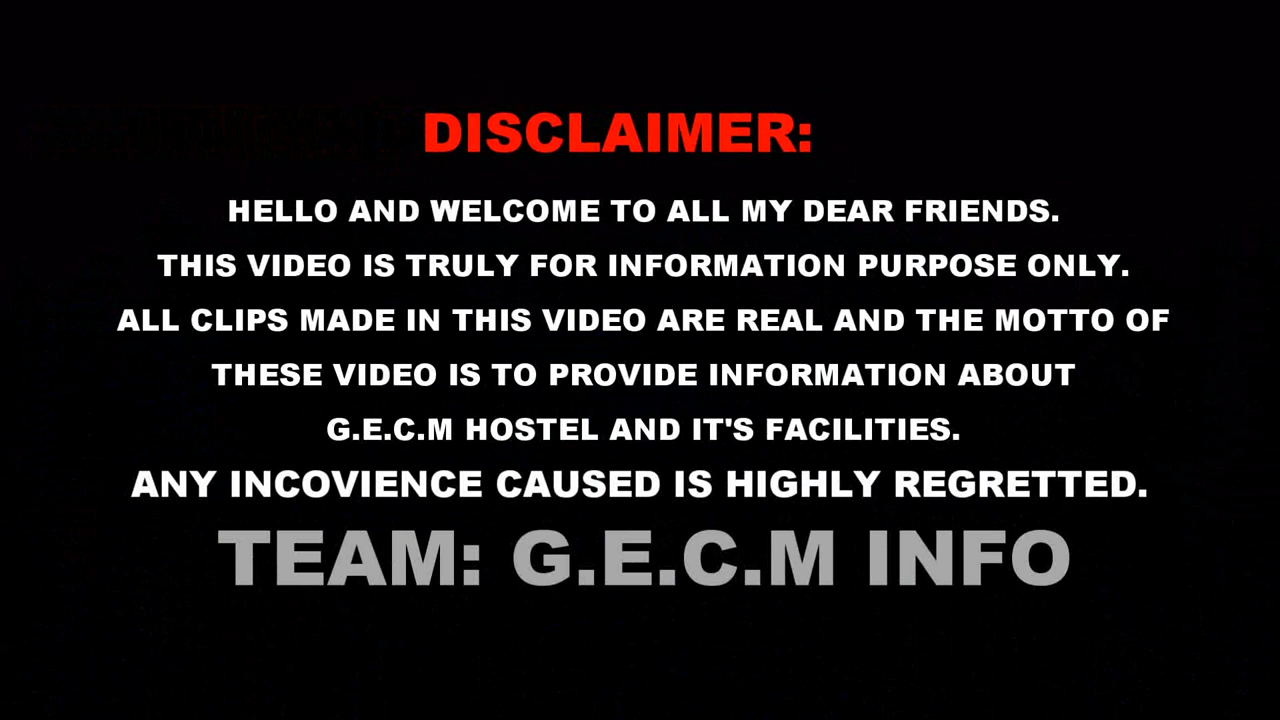 DISCLAIMER:
HELLO AND WELCOME TO ALL MY DEAR FRIENDS.
THIS VIDEO IS TRULY FOR INFORMATION PURPOSE ONLY.
ALL CLIPS MADE IN THIS VIDEO ARE REAL AND THE MOTTO OF
THESE VIDEO IS TO PROVIDE INFORMATION ABOUT
G.E.C.M HOSTEL AND IT'S FACILITIES.
ANY INCOVIENCE CAUSED IS HIGHLY REGRETTED.
TEAM: G.E.C.M INFO